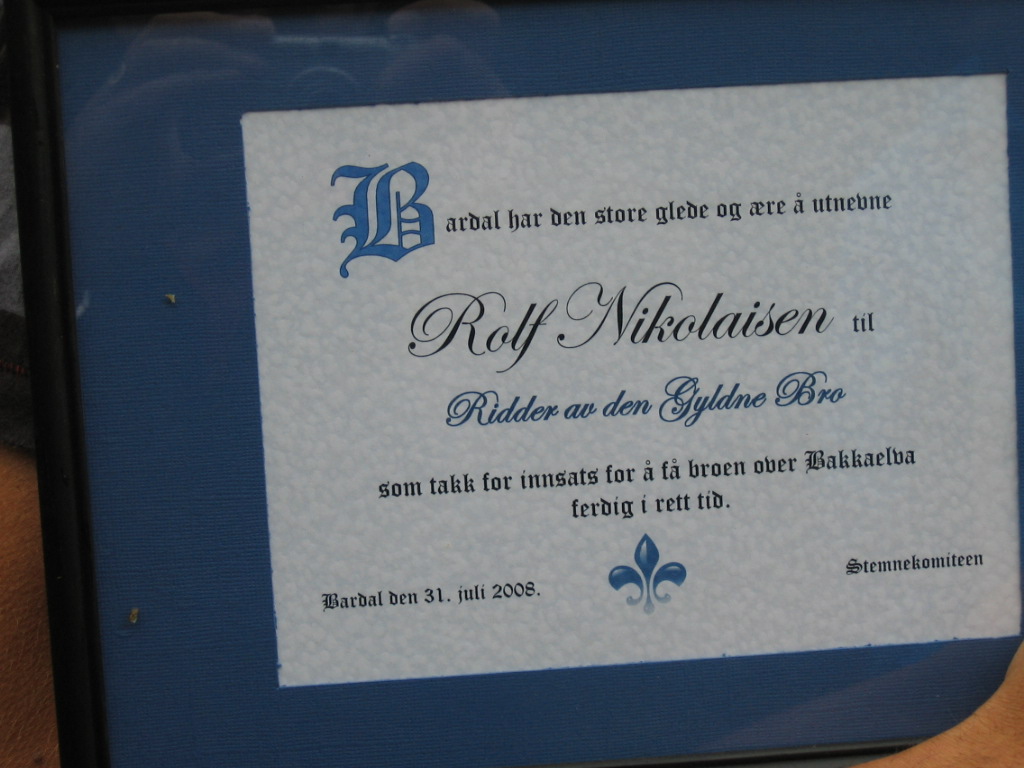 Bardal har den store glede og ære å utnevne
Rolf Nikolaisen til
Ridder av den Gyldne Bro
som takk for innsats for å få broen over Bakkaelva
ferdig i rett tid.
Stemnekomiteen
Bardal den 31. juli 2008.